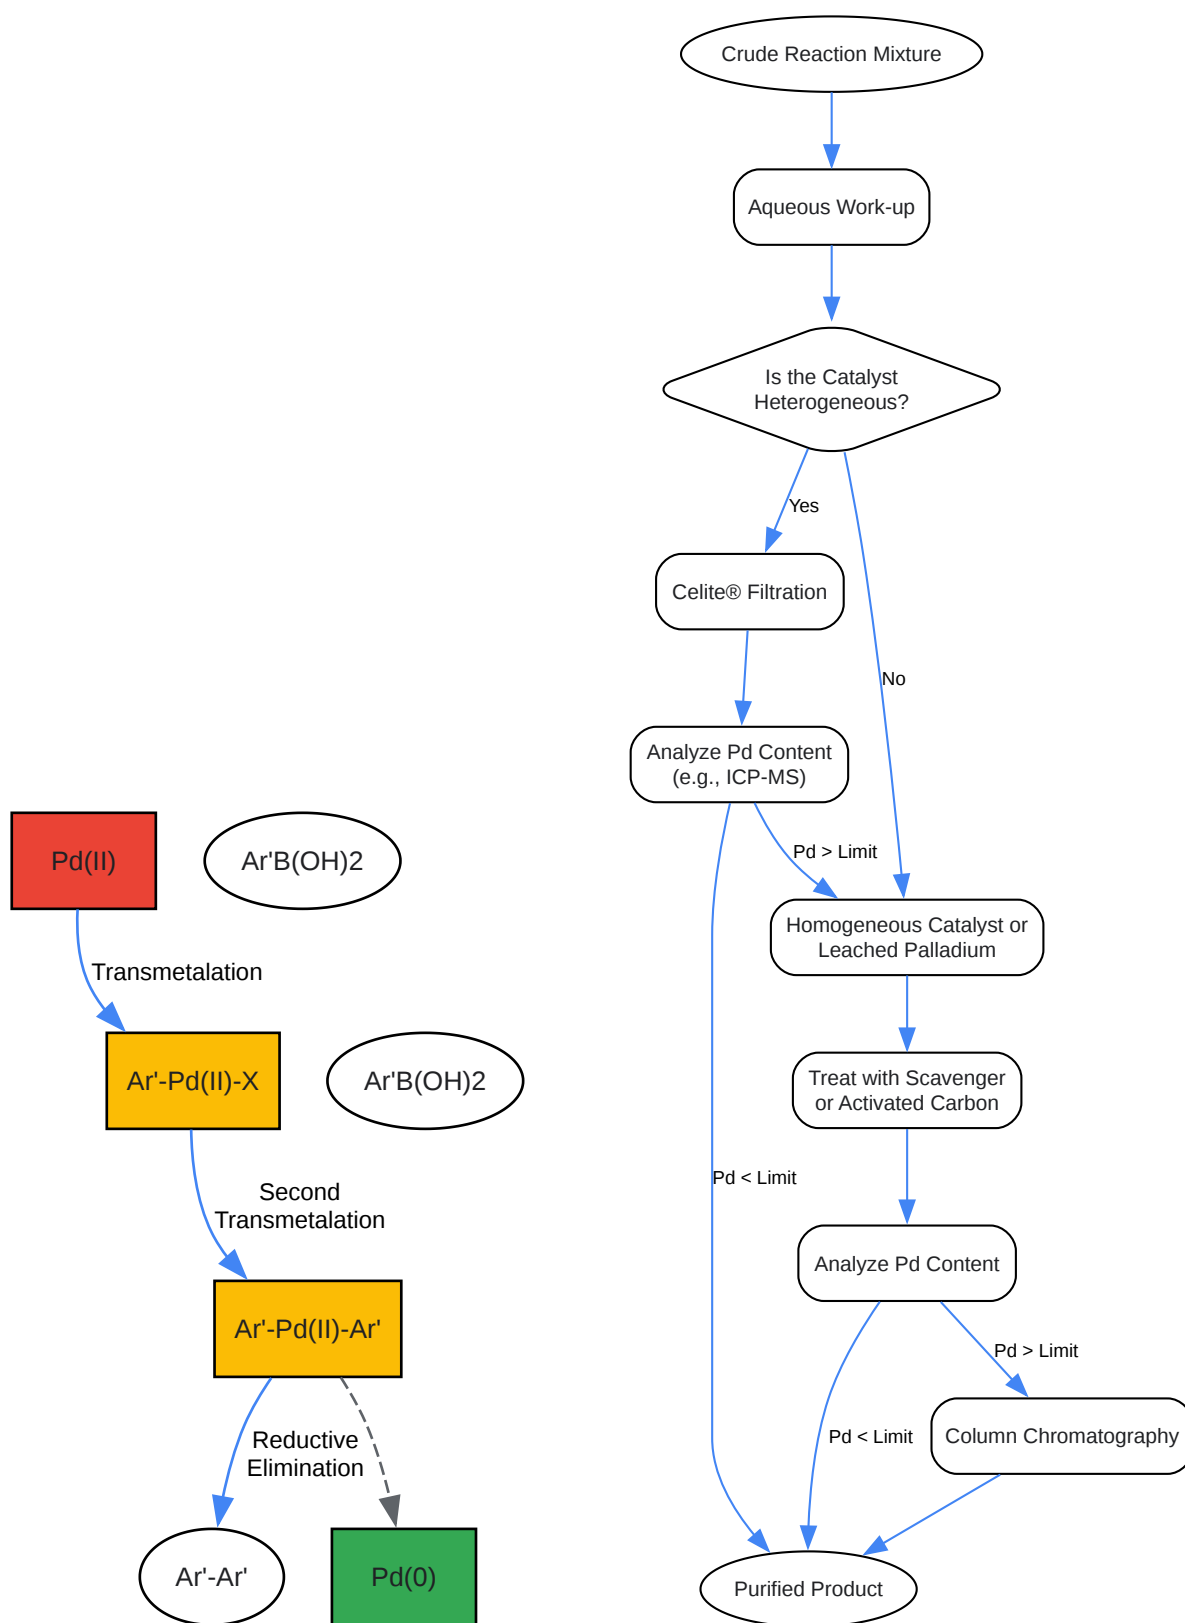 Crude Reaction Mixture
Aqueous Work-up
Is the Catalyst
Heterogeneous?
Yes
Celite® Filtration
No
Analyze Pd Content
(e.g., ICP-MS)
Pd > Limit
Homogeneous Catalyst or
Leached Palladium
Treat with Scavenger
or Activated Carbon
Pd < Limit
Analyze Pd Content
Pd > Limit
Pd < Limit
Column Chromatography
Purified Product
Pd(II)
Ar'B(OH)2
Transmetalation
Ar'-Pd(II)-X
Ar'B(OH)2
Second
Transmetalation
Ar'-Pd(II)-Ar'
Reductive
Elimination
Ar'-Ar'
Pd(0)